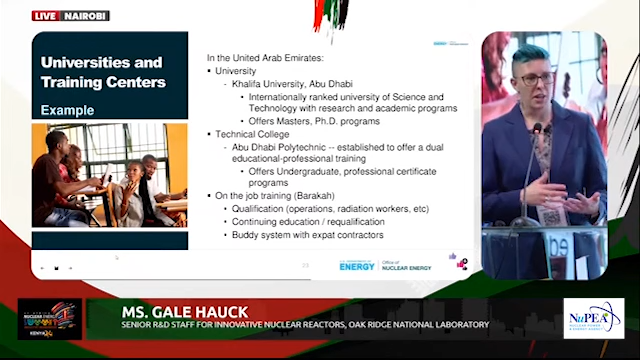 LIVE NAIROBI
Universities and
Training Centers
Example
In the United Arab Emirates:
▪ University
- Khalifa University, Abu Dhabi
• Internationally ranked university of Science and
Technology with research and academic programs
• Offers Masters, Ph.D. programs
▪ Technical College
- Abu Dhabi Polytechnic -- established to offer a dual
educational-professional training
• Offers Undergraduate, professional certificate
programs
▪ On the job training (Barakah)
• Qualification (operations, radiation workers, etc)
• Continuing education / requalification
• Buddy system with expat contractors
ENERGY
Office of
NUCLEAR ENERGY
MS. GALE HAUCK
SENIOR R&D STAFF FOR INNOVATIVE NUCLEAR REACTORS, OAK RIDGE NATIONAL LABORATORY
NuPEA
NUCLEAR POWER
& ENERGY AGENCY